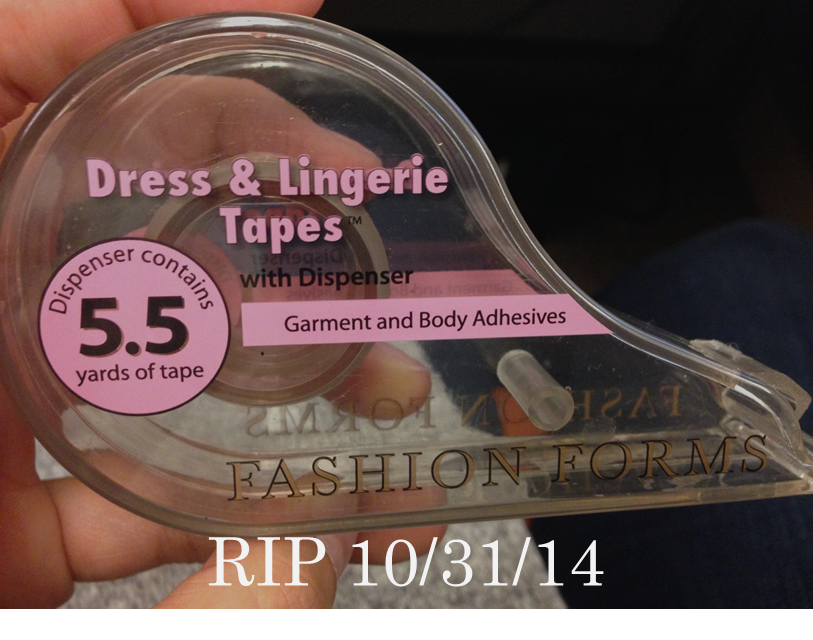 Dress & Lingerie
Tapes™
with Dispenser
Garment and Body Adhesives
Dispenser contains
5.5
yards of tape
FASHION FORMS
RIP 10/31/14